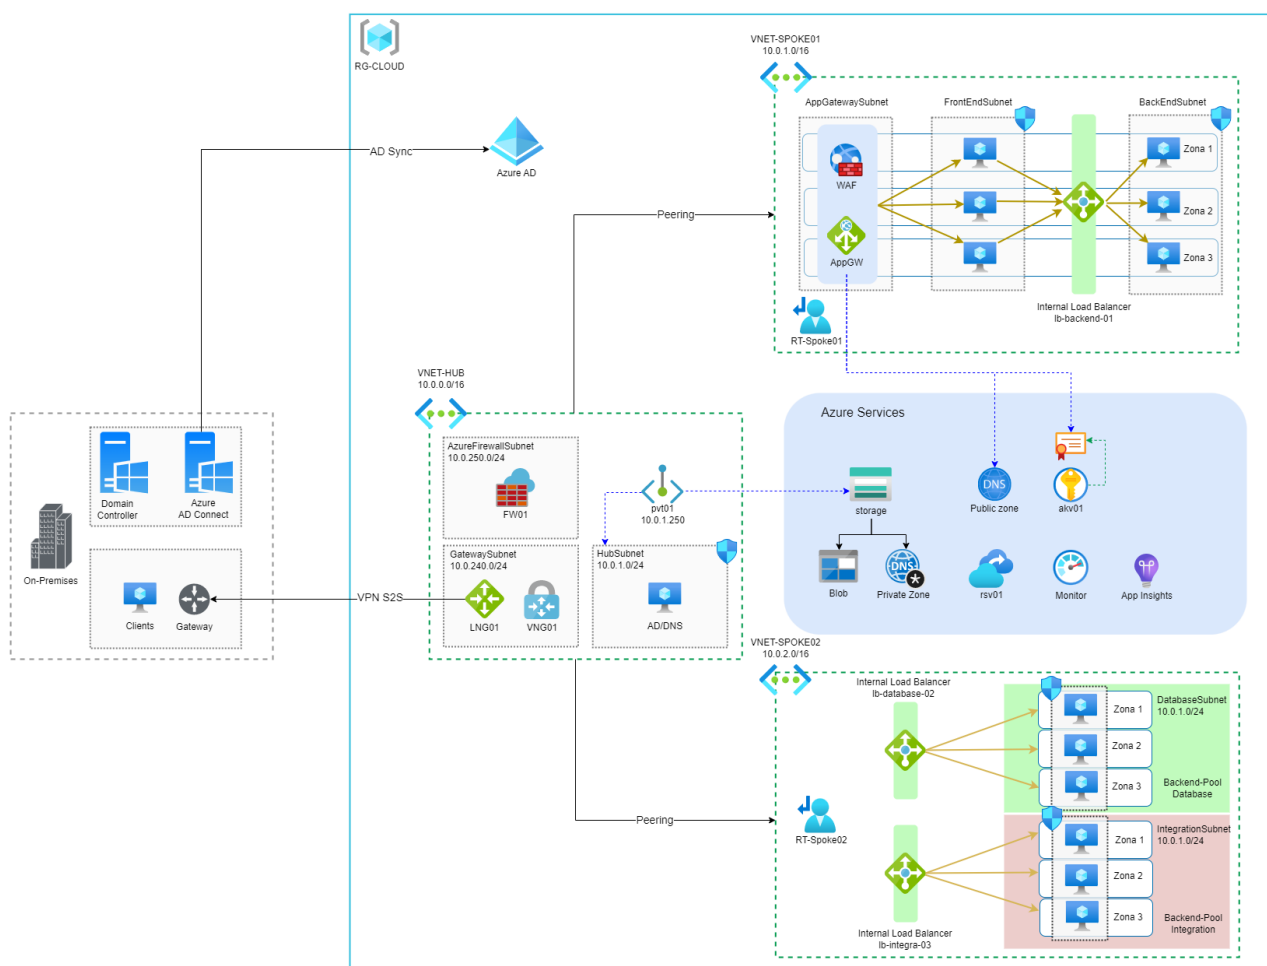 RG-CLOUD
AD Sync
Azure AD
Peering
VNET-SPOKE01
10.0.1.0/16
AppGatewaySubnet
FrontEndSubnet
BackEndSubnet
WAF
AppGW
Zona 1
Zona 2
Zona 3
Internal Load Balancer
lb-backend-01
RT-Spoke01
On-Premises
Domain
Controller
Azure
AD Connect
Clients
Gateway
VPN S2S
VNET-HUB
10.0.0.0/16
AzureFirewallSubnet
10.0.250.0/24
FW01
GatewaySubnet
10.0.240.0/24
LNG01
VNG01
pvt01
10.0.1.250
HubSubnet
10.0.1.0/24
AD/DNS
Azure Services
storage
Blob
DNS
Private Zone
DNS
Public zone
akv01
rsv01
Monitor
App Insights
Peering
VNET-SPOKE02
10.0.2.0/16
Internal Load Balancer
lb-database-02
RT-Spoke02
Internal Load Balancer
lb-integra-03
Zona 1
Zona 2
Zona 3
DatabaseSubnet
10.0.1.0/24
Backend-Pool
Database
Zona 1
Zona 2
Zona 3
IntegrationSubnet
10.0.1.0/24
Backend-Pool
Integration